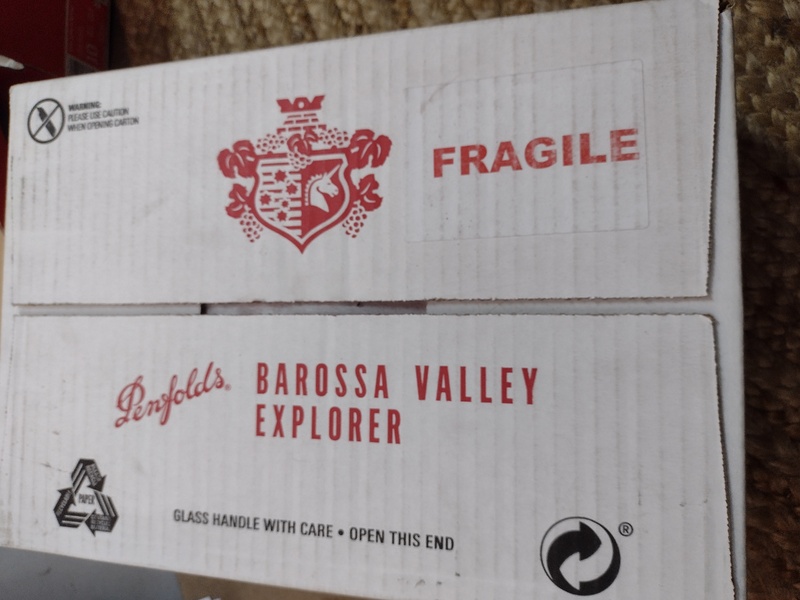 WARNING:
PLEASE USE CAUTION
WHEN OPENING CARTON
FRAGILE
Penfolds®
BAROSSA VALLEY
EXPLORER
PAPER
GLASS HANDLE WITH CARE • OPEN THIS END
®